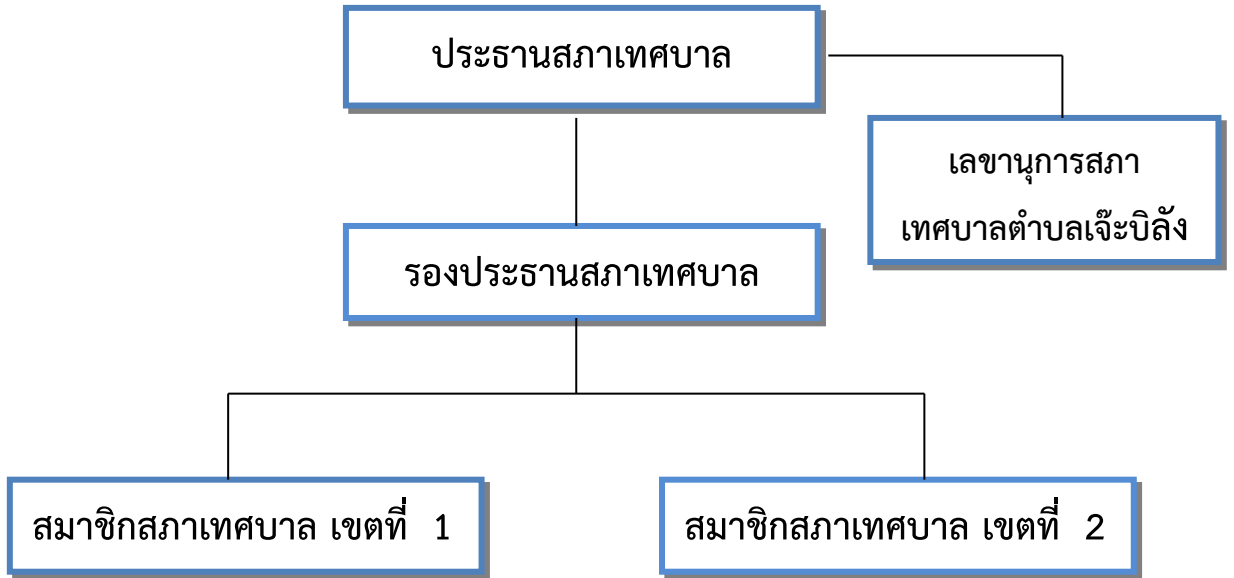 ประธานสภาเทศบาล
เลขานุการสภา
เทศบาลตำบลเจ๊ะบิลัง
รองประธานสภาเทศบาล
สมาชิกสภาเทศบาล เขตที่ 1
สมาชิกสภาเทศบาล เขตที่ 2